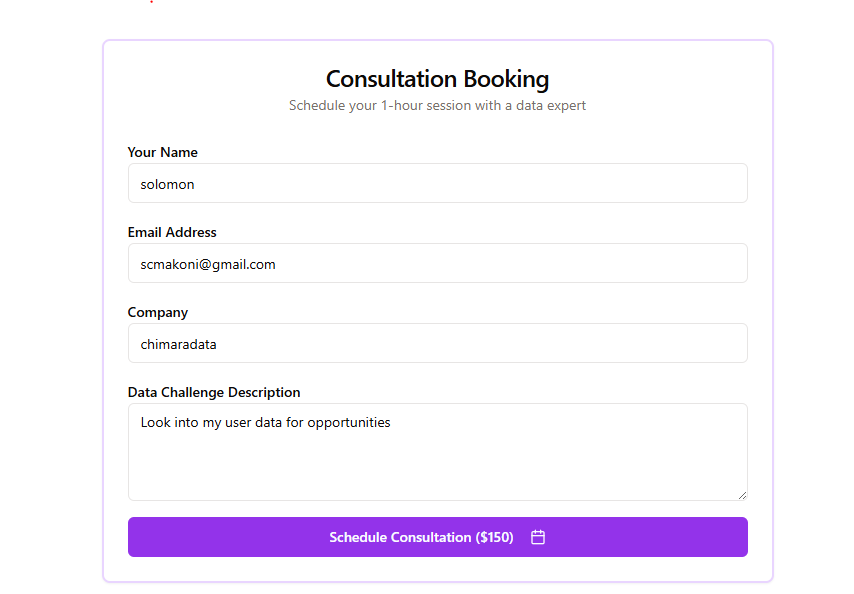 Consultation Booking
Schedule your 1-hour session with a data expert
Your Name
solomon
Email Address
scmakoni@gmail.com
Company
chimaradata
Data Challenge Description
Look into my user data for opportunities
Schedule Consultation ($150)